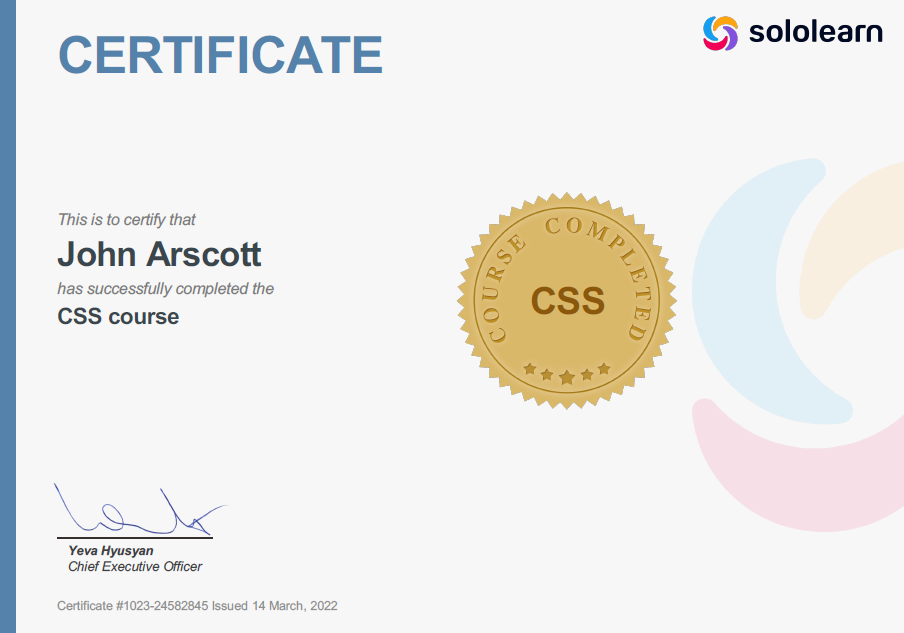 CERTIFICATE
sololearn
This is to certify that
John Arscott
has successfully completed the
CSS course
COURSE COMPLETED
CSS
Yeva Hyusyan
Chief Executive Officer
Certificate #1023-24582845 Issued 14 March, 2022